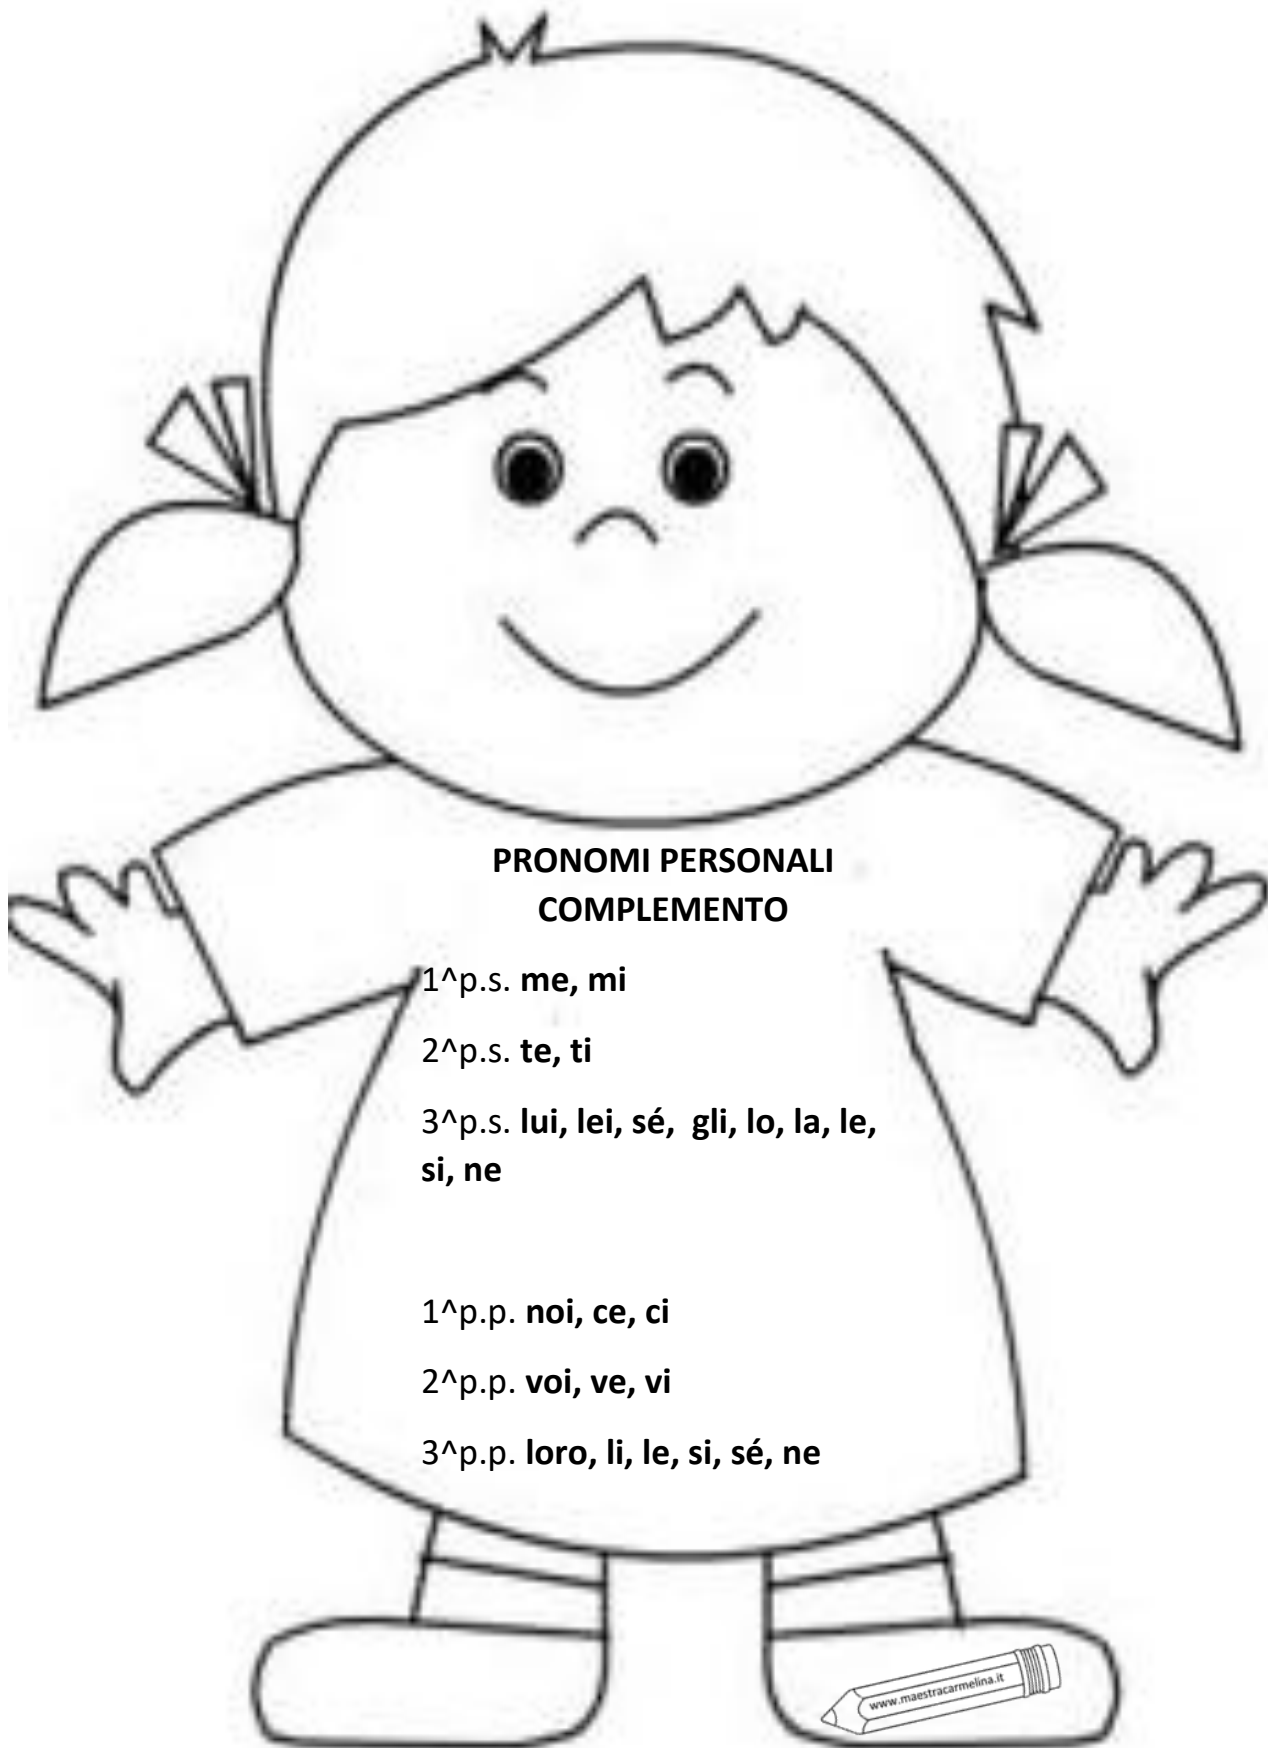 PRONOMI PERSONALI
COMPLEMENTO
1^p.s. me, mi
2^p.s. te, ti
3^p.s. lui, lei, sé, gli, lo, la, le,
si, ne
1^p.p. noi, ce, ci
2^p.p. voi, ve, vi
3^p.p. loro, li, le, si, sé, ne
www.maestracarmelina.it